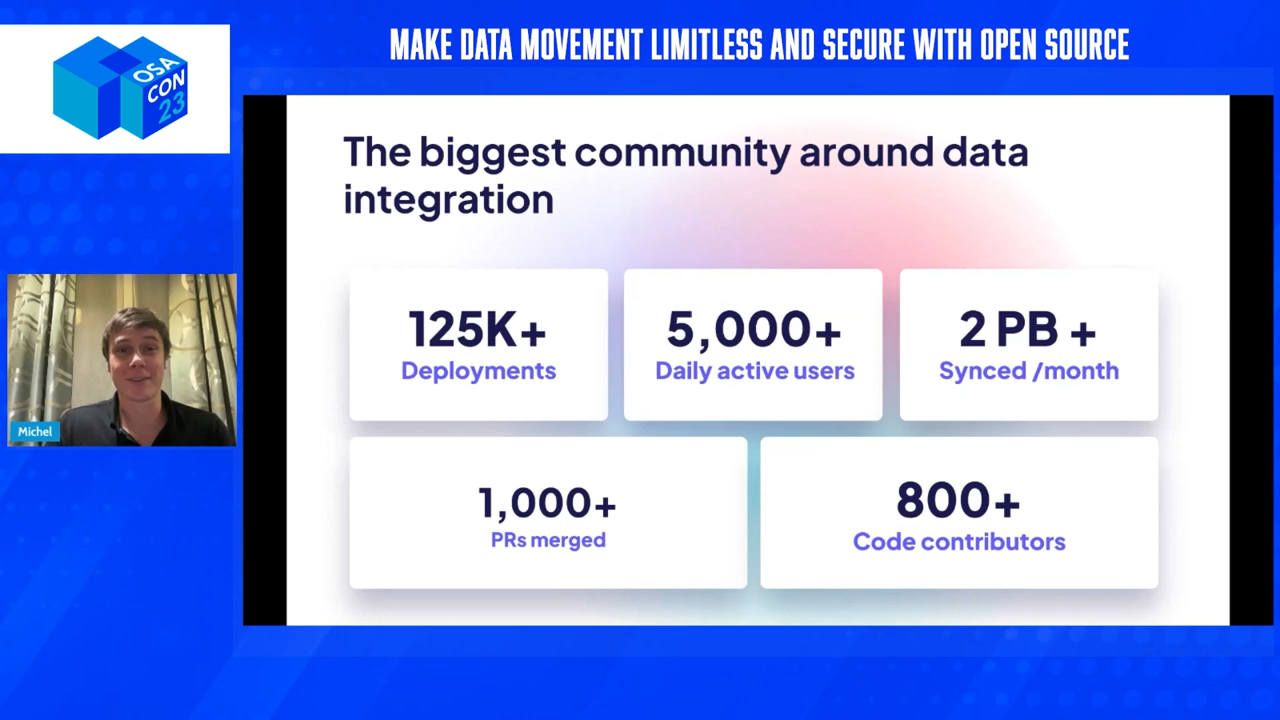 MAKE DATA MOVEMENT LIMITLESS AND SECURE WITH OPEN SOURCE
OSA
CON
23
The biggest community around data
integration
125K+
Deployments
5,000+
Daily active users
2 PB +
Synced /month
Michel
1,000+
PRs merged
800+
Code contributors